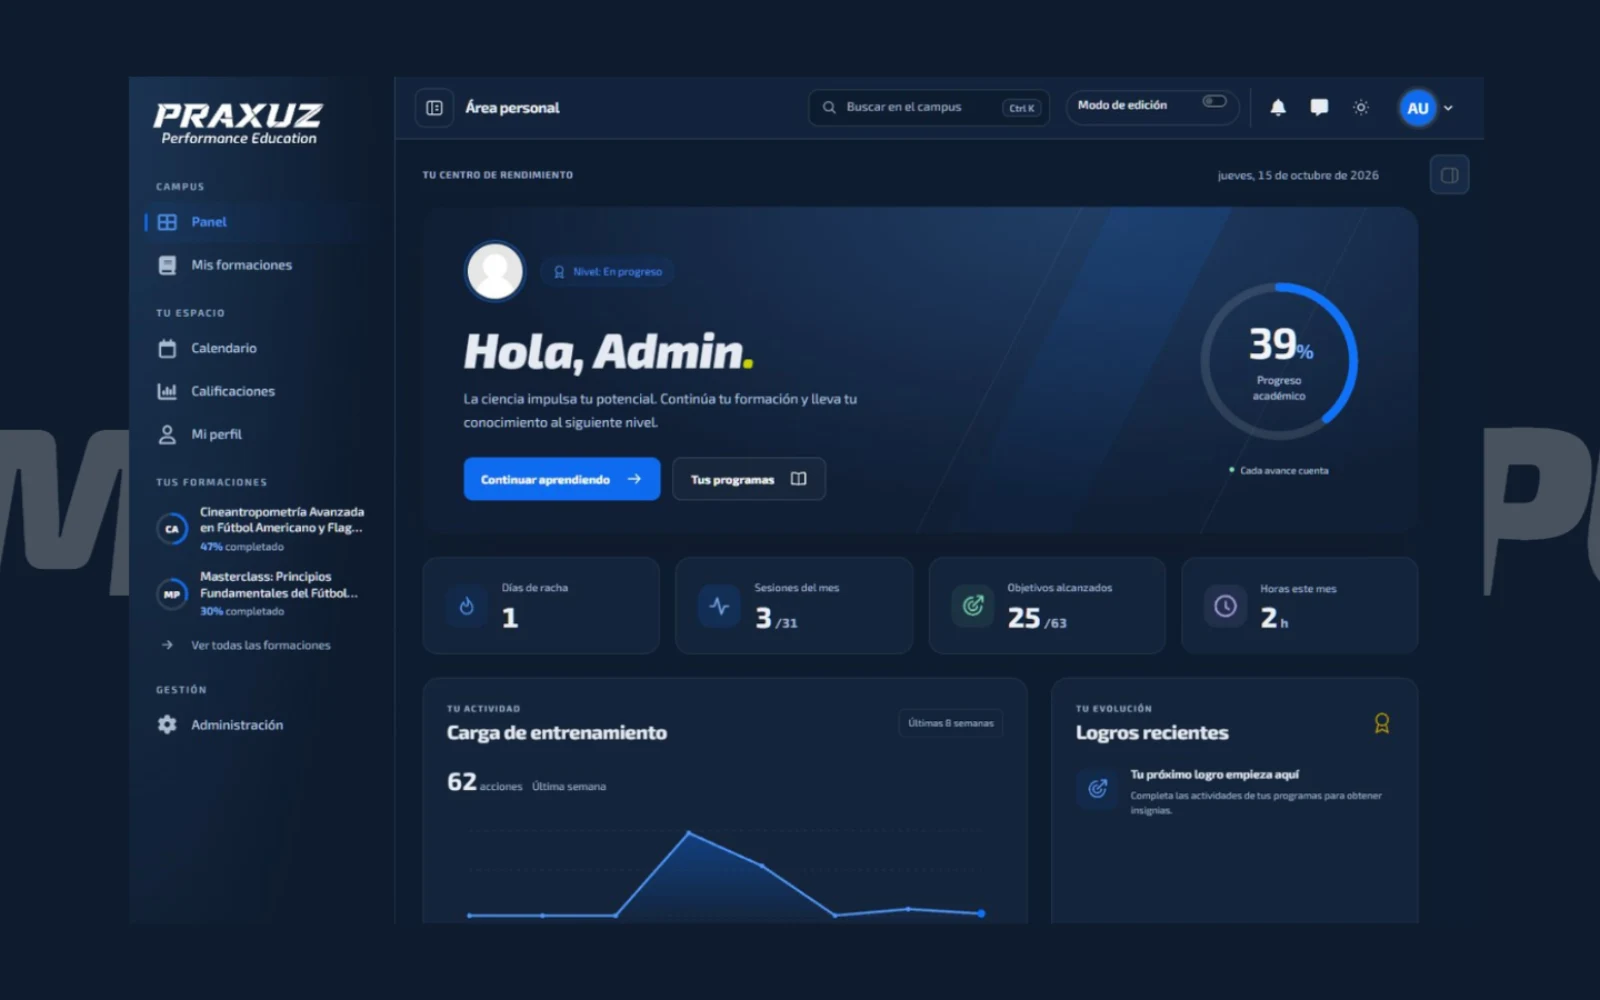 PRAXUZ
Performance Education
CAMPUS
Panel
Mis formaciones
TU ESPACIO
Calendario
Calificaciones
Mi perfil
TUS FORMACIONES
CA
Cineantropometría Avanzada
en Fútbol Americano y Flag...
47% completado
MP
Masterclass: Principios
Fundamentales del Fútbol...
30% completado
Ver todas las formaciones
GESTIÓN
Administración
Área personal
Buscar en el campus
Ctrl K
Modo de edición
AU
TU CENTRO DE RENDIMIENTO
jueves, 15 de octubre de 2026
Nivel: En progreso
Hola, Admin.
La ciencia impulsa tu potencial. Continúa tu formación y lleva tu
conocimiento al siguiente nivel.
Continuar aprendiendo
Tus programas
39%
Progreso
académico
Cada avance cuenta
Días de racha
1
Sesiones del mes
3 /31
Objetivos alcanzados
25 /63
Horas este mes
2 h
TU ACTIVIDAD
Carga de entrenamiento
Últimas 8 semanas
62 acciones Última semana
TU EVOLUCIÓN
Logros recientes
Tu próximo logro empieza aquí
Completa las actividades de tus programas para obtener
insignias.